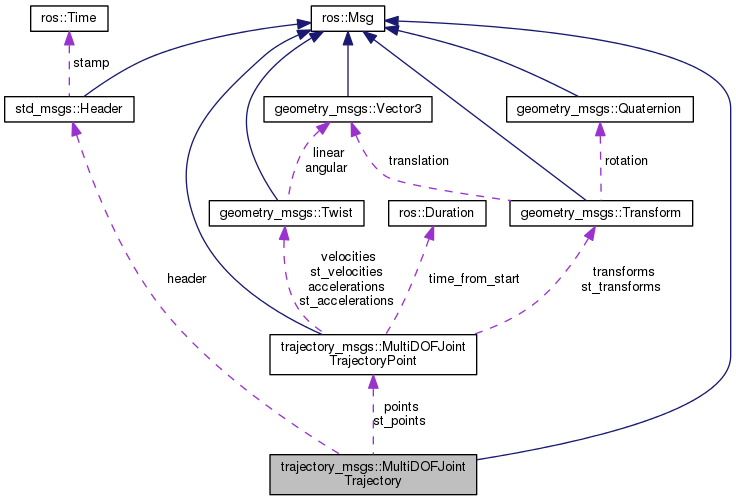 ros::Time
ros::Msg
stamp
std_msgs::Header
geometry_msgs::Vector3
geometry_msgs::Quaternion
linear
angular
translation
rotation
geometry_msgs::Twist
ros::Duration
geometry_msgs::Transform
header
velocities
st_velocities
accelerations
st_accelerations
time_from_start
transforms
st_transforms
trajectory_msgs::MultiDOFJoint
TrajectoryPoint
points
st_points
trajectory_msgs::MultiDOFJoint
Trajectory